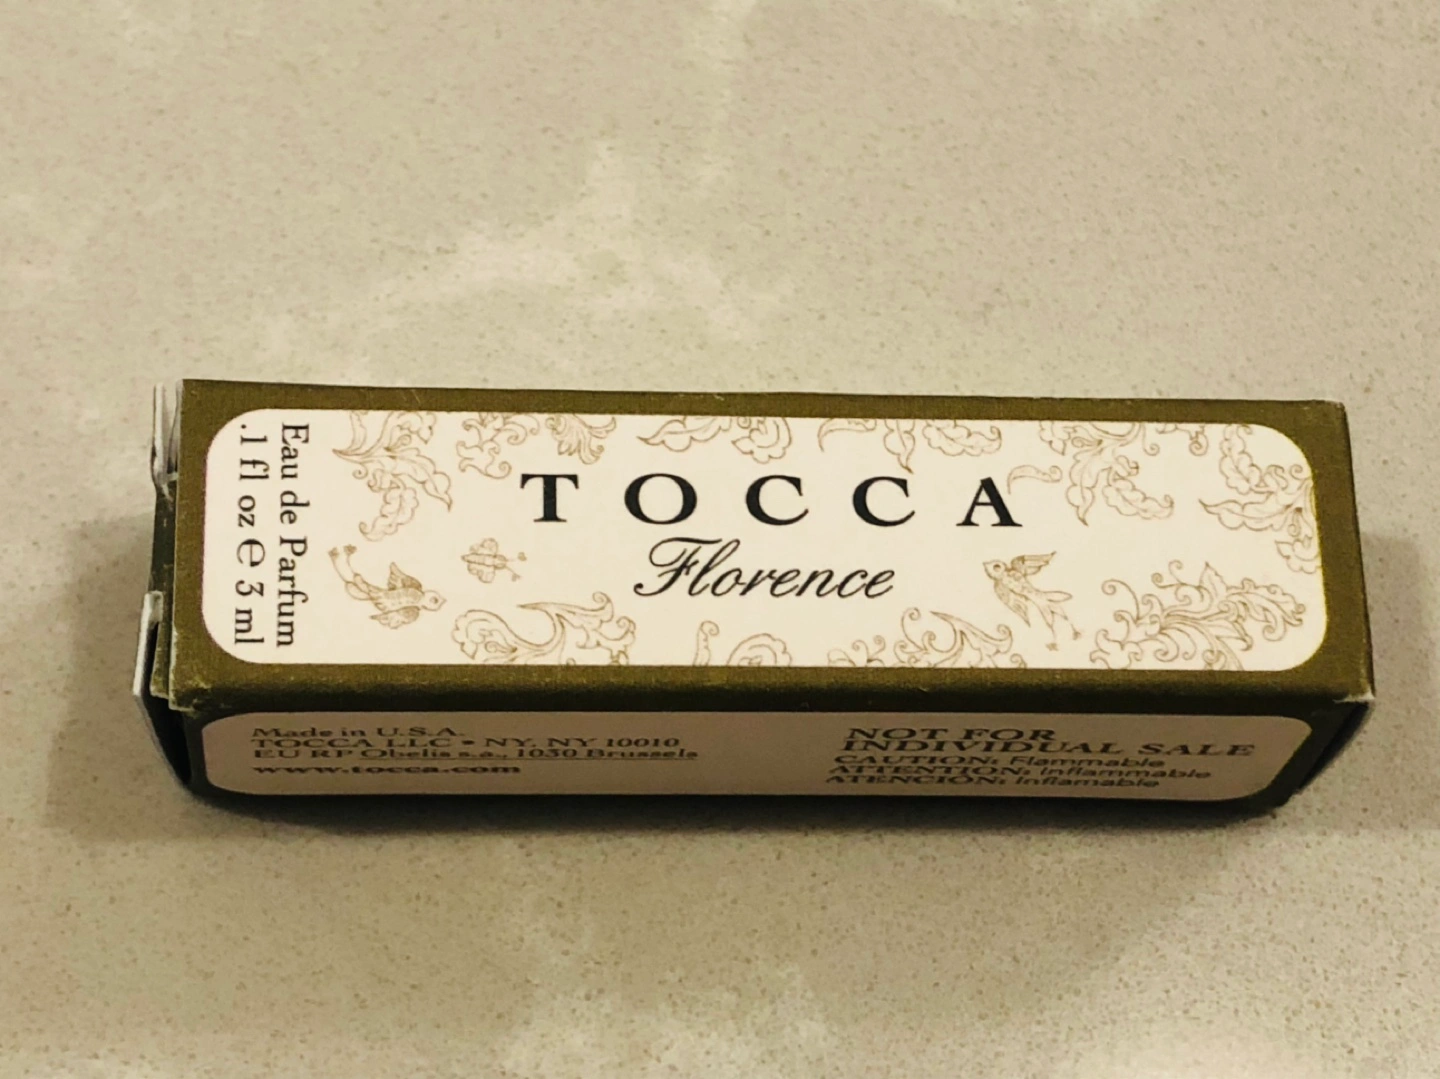 TOCCA
Florence
Eau de Parfum
.1 fl oz ℮ 3 ml
Made in U.S.A.
TOCCA LLC • NY, NY 10010
EU RP Obelis s.a., 1030 Brussels
www.tocca.com
NOT FOR
INDIVIDUAL SALE
CAUTION: Flammable
ATTENTION: Inflammable
ATENCIÓN: Inflamable